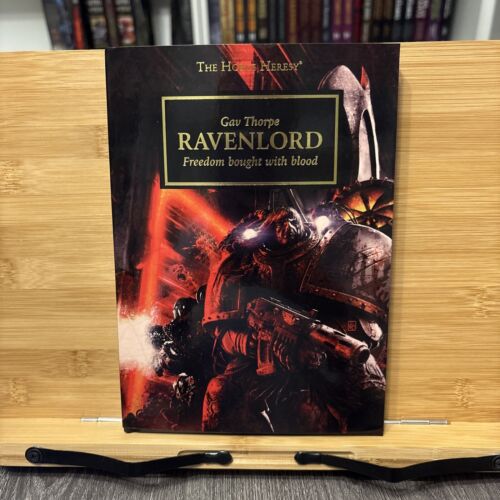 The Horus Heresy®
Gav Thorpe
RAVENLORD
Freedom bought with blood